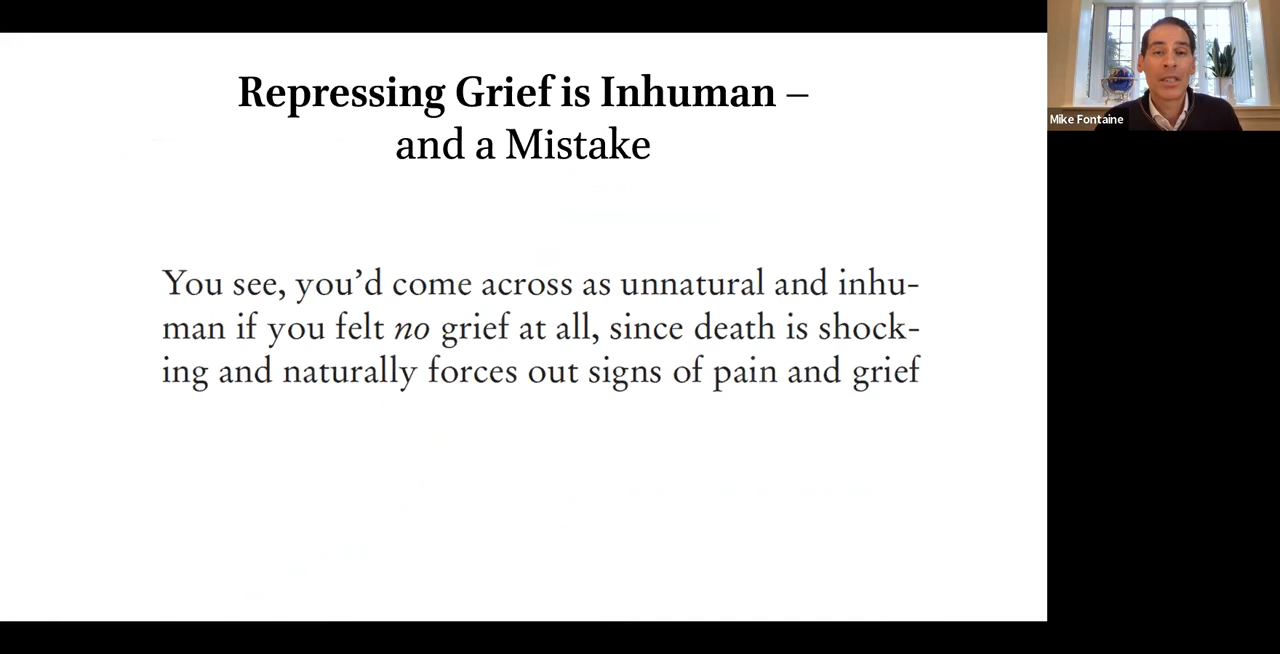 Repressing Grief is Inhuman –
and a Mistake
You see, you’d come across as unnatural and inhu-
man if you felt no grief at all, since death is shock-
ing and naturally forces out signs of pain and grief
Mike Fontaine